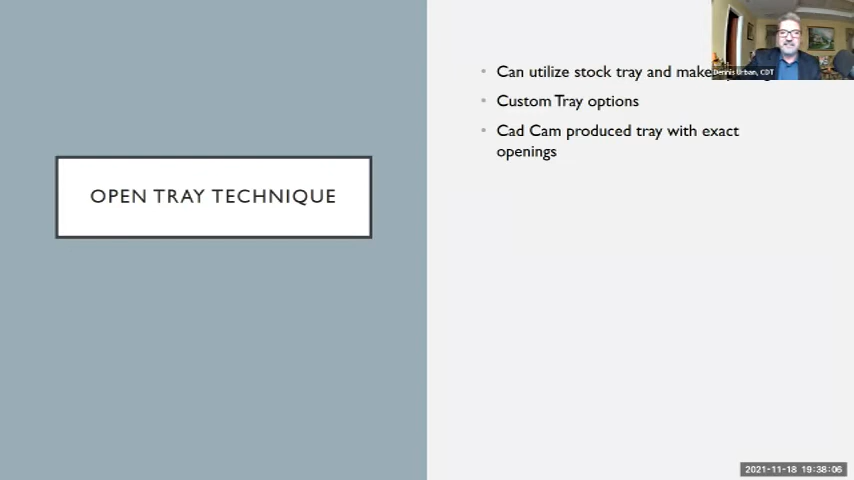 Can utilize stock tray and make
Dennis Urban, CDT
Custom Tray options
Cad Cam produced tray with exact
openings
OPEN TRAY TECHNIQUE
2021-11-18 19:38:06